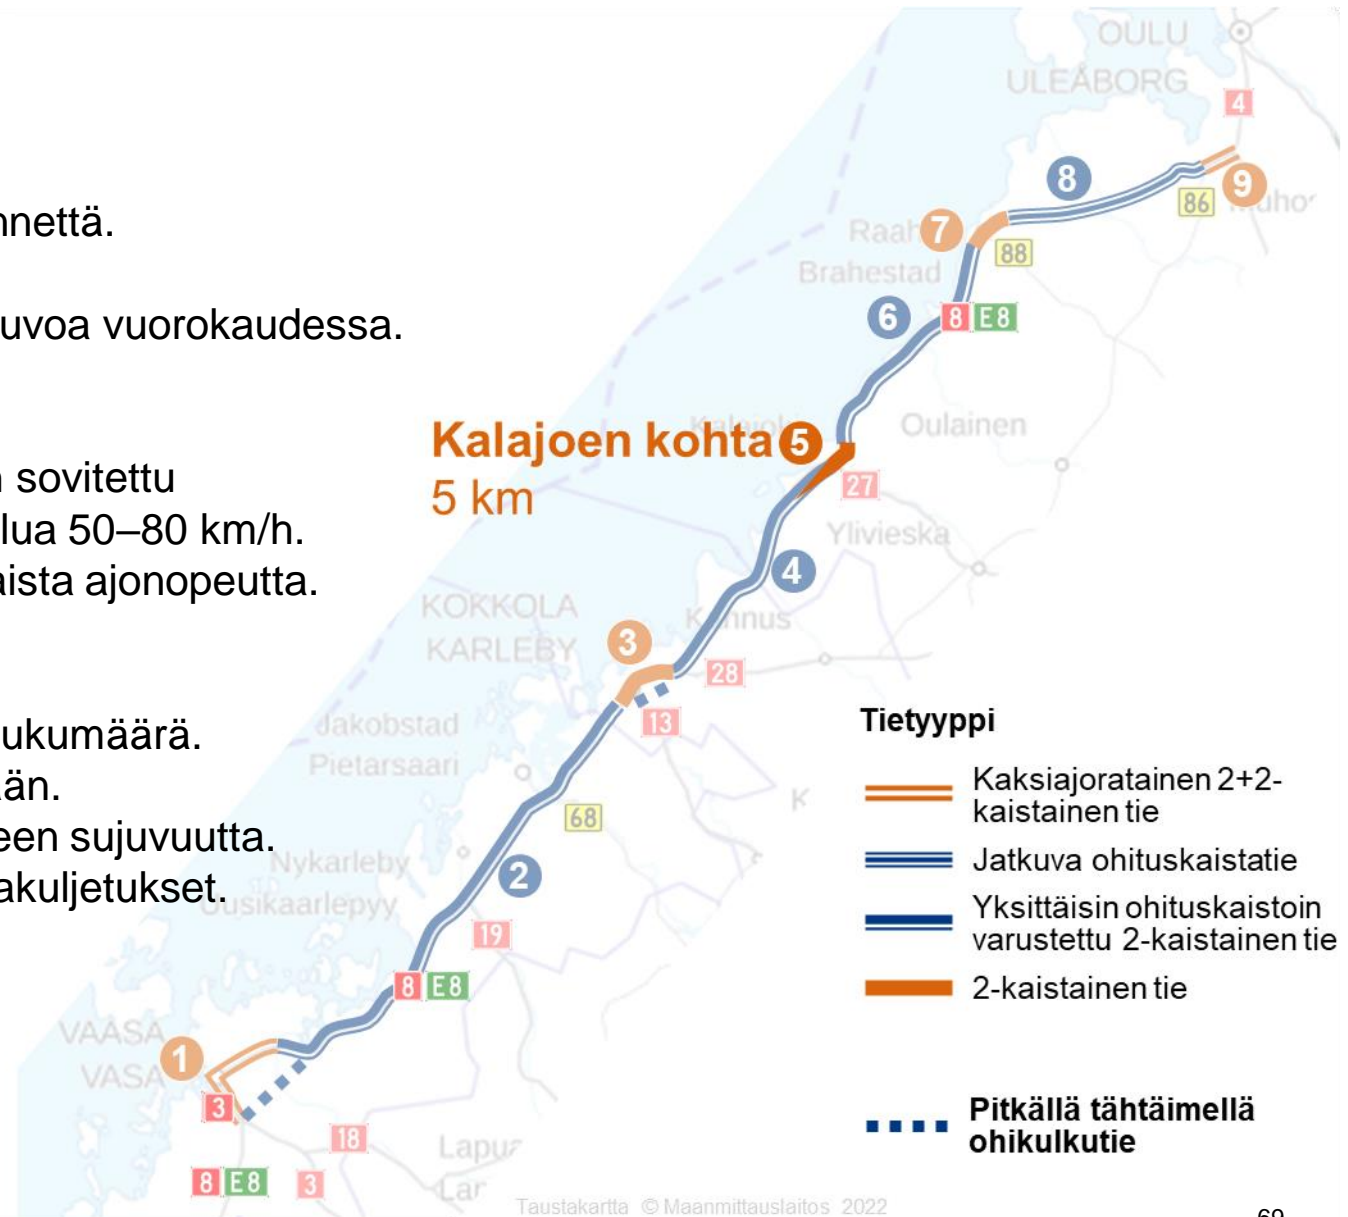 OULU
ULEÅBORG
4
8
9
86
nnettä.
7
88
Brahestad
uvoa vuorokaudessa.
6
8 E8
Kalajoen kohta 5
Oulainen
5 km
sovitettu
27
lua 50–80 km/h.
Ylivieska
4
aista ajonopeutta.
KOKKOLA
KARLEBY
3
28
Jakobstad
13
Pietarsaari
ukumäärä.
än.
68
een sujuvuutta.
Nykarleby
2
akuljetukset.
Uusikaarlepyy
19
8 E8
VAASA
VASA
1
3
18
8 E8
3
Tietyyppi
Kaksiajoratainen 2+2-
kaistainen tie
Jatkuva ohituskaistatie
Yksittäisin ohituskaistoin
varustettu 2-kaistainen tie
2-kaistainen tie
Pitkällä tähtäimellä
ohikulkutie
Taustakartta © Maanmittauslaitos 2022